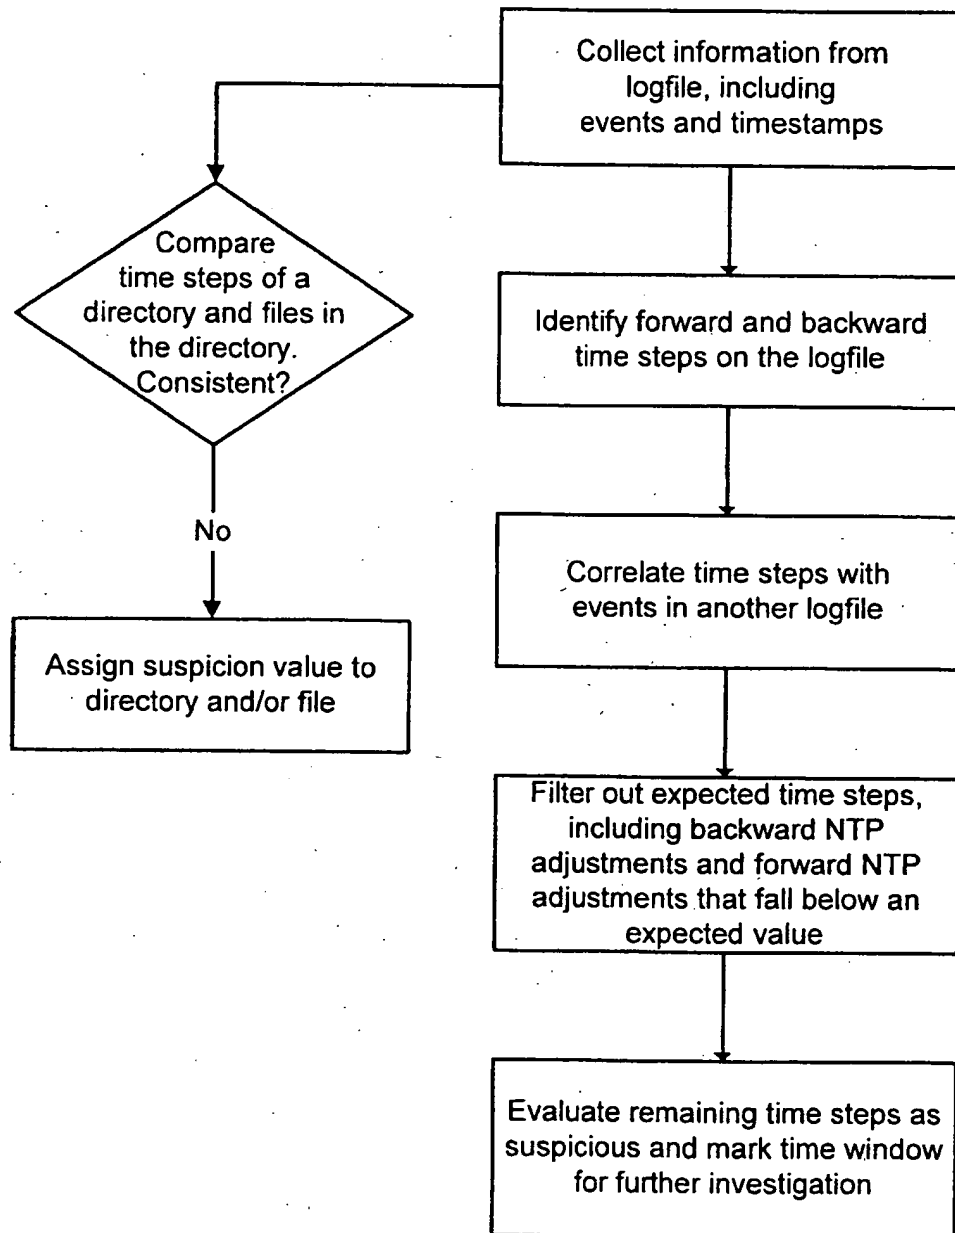 Collect information from
logfile, including
events and timestamps
Compare
time steps of a
directory and files in
the directory.
Consistent?
No
Assign suspicion value to
directory and/or file
Identify forward and backward
time steps on the logfile
Correlate time steps with
events in another logfile
Filter out expected time steps,
including backward NTP
adjustments and forward NTP
adjustments that fall below an
expected value
Evaluate remaining time steps as
suspicious and mark time window
for further investigation